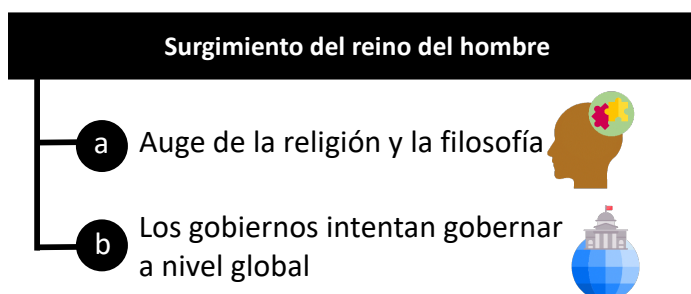 Surgimiento del reino del hombre
a
Auge de la religión y la filosofía
b
Los gobiernos intentan gobernar
a nivel global